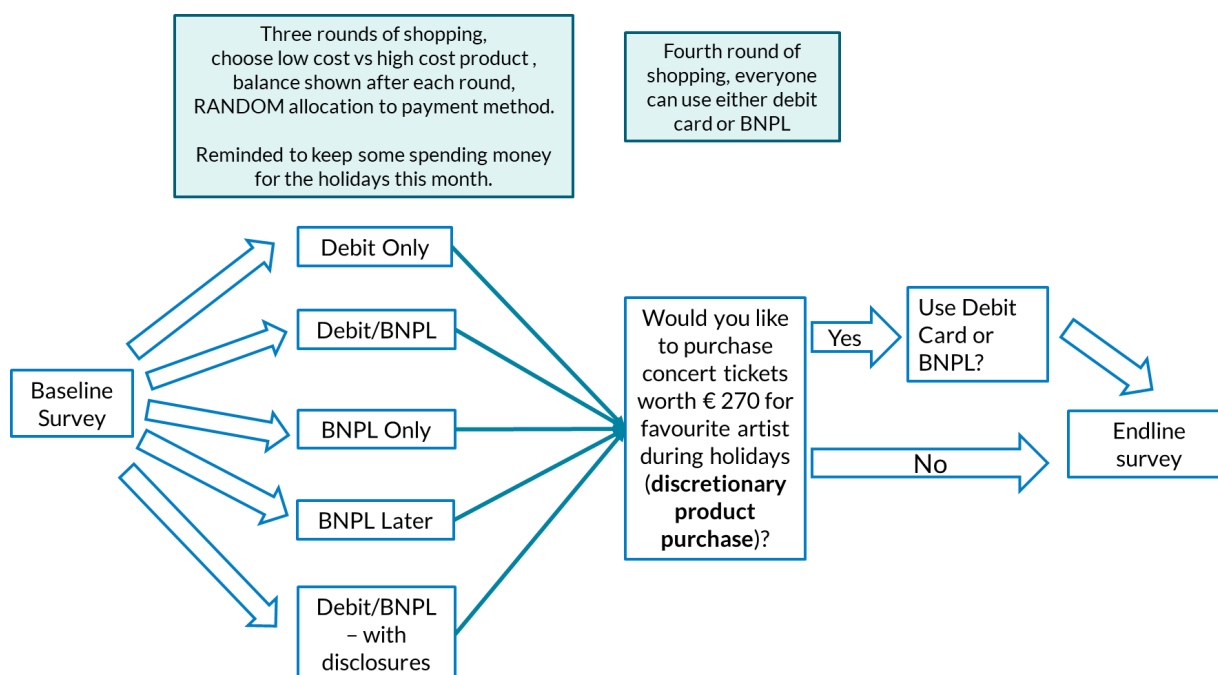 Three rounds of shopping,
choose low cost vs high cost product ,
balance shown after each round,
RANDOM allocation to payment method.
Reminded to keep some spending money
for the holidays this month.
Fourth round of
shopping, everyone
can use either debit
card or BNPL
Baseline
Survey
Debit Only
Debit/BNPL
BNPL Only
BNPL Later
Debit/BNPL
– with
disclosures
Would you like
to purchase
concert tickets
worth € 270 for
favourite artist
during holidays
(discretionary
product
purchase)?
Yes
No
Use Debit
Card or
BNPL?
Endline
survey